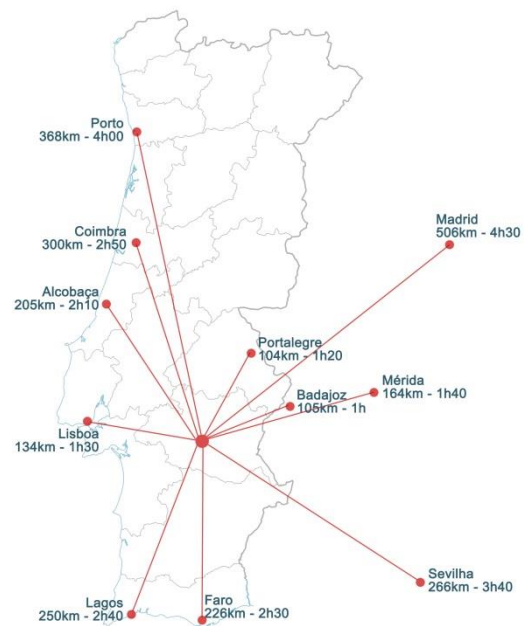 Porto
368km - 4h00
Coimbra
300km - 2h50
Madrid
506km - 4h30
Alcobaça
205km - 2h10
Portalegre
104km - 1h20
Badajoz
105km - 1h
Mérida
164km - 1h40
Lisboa
134km - 1h30
Sevilha
266km - 3h40
Lagos
250km - 2h40
Faro
226km - 2h30